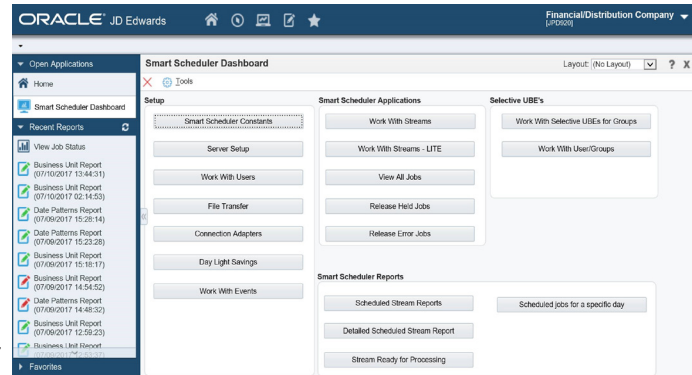 ORACLE® JD Edwards
Financial/Distribution Company
[JPD920]
Open Applications
Home
Smart Scheduler Dashboard
Recent Reports
View Job Status
Business Unit Report
(07/10/2017 13:44:31)
Business Unit Report
(07/10/2017 02:14:53)
Date Patterns Report
(07/09/2017 15:28:14)
Date Patterns Report
(07/09/2017 15:23:28)
Business Unit Report
(07/09/2017 15:18:17)
Business Unit Report
(07/09/2017 14:54:52)
Date Patterns Report
(07/09/2017 14:48:32)
Business Unit Report
(07/09/2017 12:59:23)
Business Unit Report
Favorites
Smart Scheduler Dashboard
Layout: (No Layout)
? X
Tools
Setup
Smart Scheduler Constants
Server Setup
Work With Users
File Transfer
Connection Adapters
Day Light Savings
Work With Events
Smart Scheduler Applications
Work With Streams
Work With Streams - LITE
View All Jobs
Release Held Jobs
Release Error Jobs
Selective UBE's
Work With Selective UBEs for Groups
Work With User/Groups
Smart Scheduler Reports
Scheduled Stream Reports
Scheduled jobs for a specific day
Detailed Scheduled Stream Report
Stream Ready for Processing